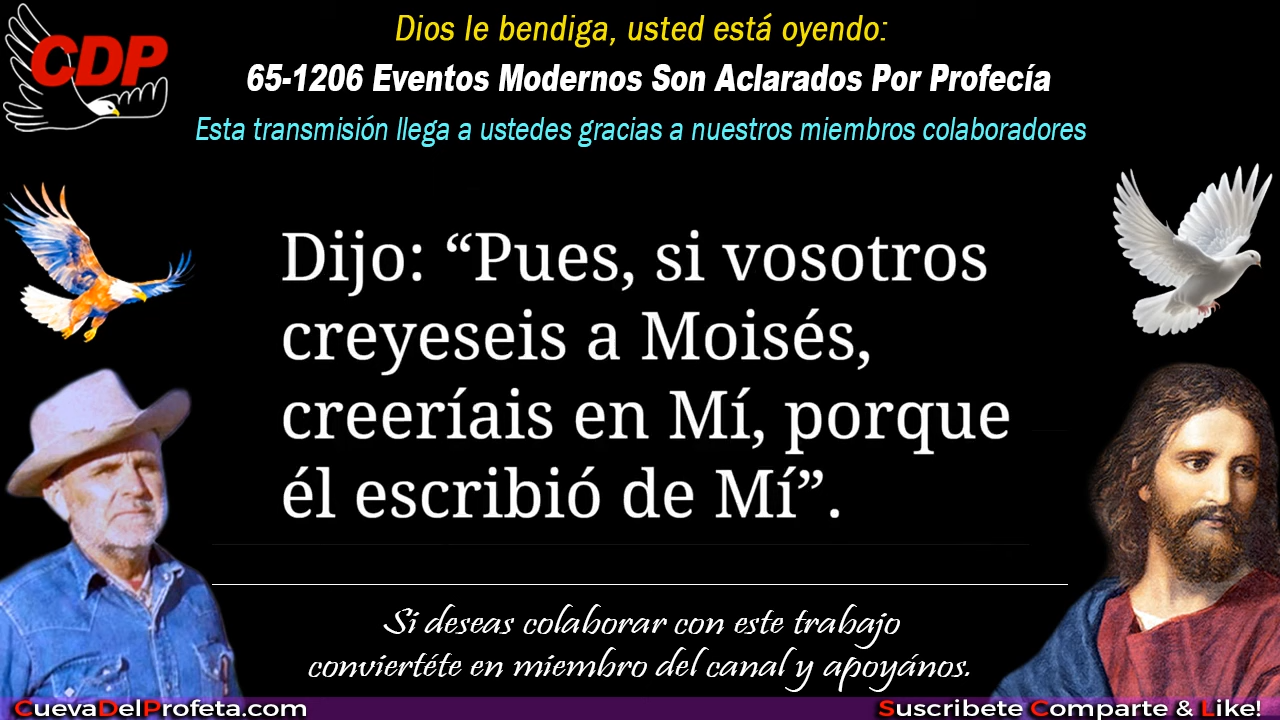 CDP
Dios le bendiga, usted está oyendo:
65-1206 Eventos Modernos Son Aclarados Por Profecía
Esta transmisión llega a ustedes gracias a nuestros miembros colaboradores
Dijo: “Pues, si vosotros
creyeseis a Moisés,
creeríais en Mí, porque
él escribió de Mí”.
Si deseas colaborar con este trabajo
conviertéte en miembro del canal y apoyános.
CuevaDelProfeta.com
Suscribete Comparte & Like!